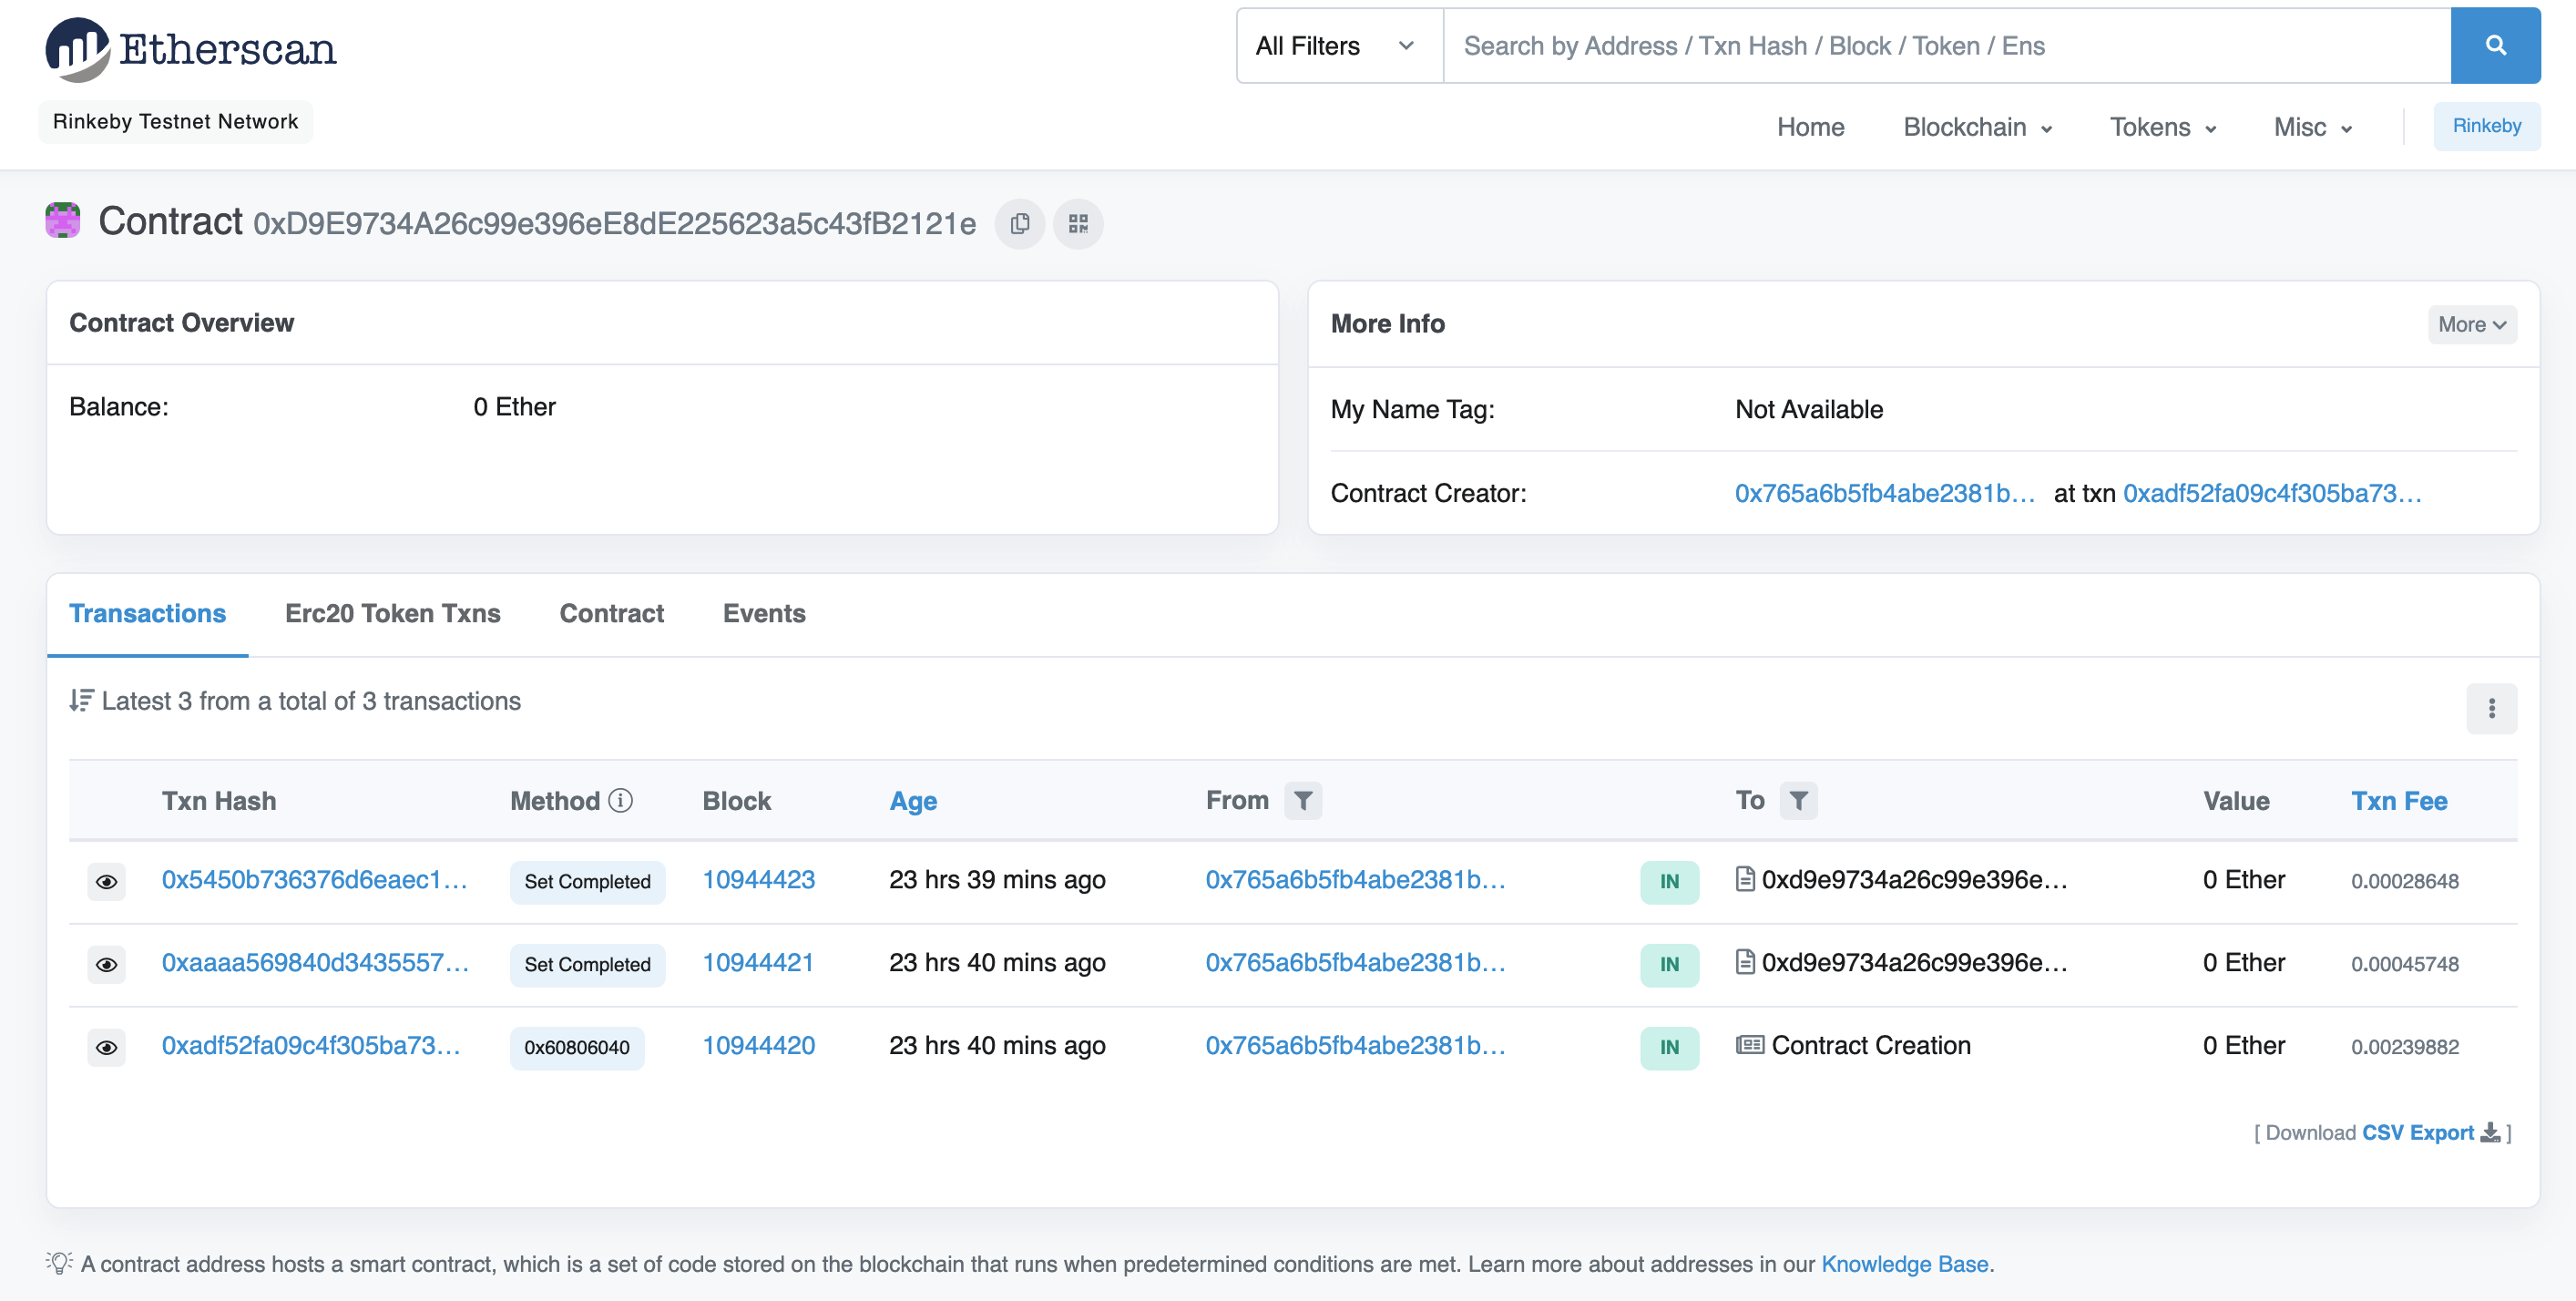 Etherscan
All Filters
Search by Address / Txn Hash / Block / Token / Ens
Rinkeby Testnet Network
Home Blockchain Tokens Misc Rinkeby
Contract 0xD9E9734A26c99e396eE8dE225623a5c43fB2121e
Contract Overview
Balance: 0 Ether
More Info More
My Name Tag: Not Available
Contract Creator: 0x765a6b5fb4abe2381b... at txn 0xadf52fa09c4f305ba73...
Transactions Erc20 Token Txns Contract Events
Latest 3 from a total of 3 transactions
Txn Hash Method Block Age From To Value Txn Fee
0x5450b736376d6eaec1... Set Completed 10944423 23 hrs 39 mins ago 0x765a6b5fb4abe2381b... IN 0xd9e9734a26c99e396e... 0 Ether 0.00028648
0xaaaa569840d3435557... Set Completed 10944421 23 hrs 40 mins ago 0x765a6b5fb4abe2381b... IN 0xd9e9734a26c99e396e... 0 Ether 0.00045748
0xadf52fa09c4f305ba73... 0x60806040 10944420 23 hrs 40 mins ago 0x765a6b5fb4abe2381b... IN Contract Creation 0 Ether 0.00239882
[ Download CSV Export ]
A contract address hosts a smart contract, which is a set of code stored on the blockchain that runs when predetermined conditions are met. Learn more about addresses in our Knowledge Base.